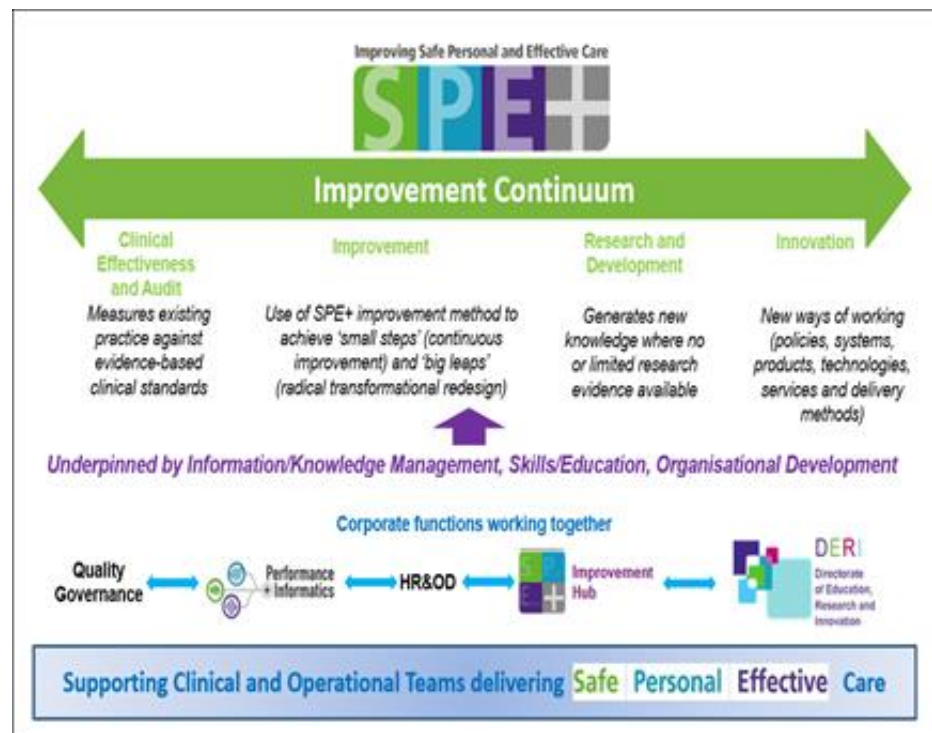 Improving Safe Personal and Effective Care
SPE+
Improvement Continuum
Clinical
Effectiveness
and Audit
Measures existing
practice against
evidence-based
clinical standards
Improvement
Use of SPE+ improvement method to
achieve 'small steps' (continuous
improvement) and 'big leaps'
(radical transformational redesign)
Research and
Development
Generates new
knowledge where no
or limited research
evidence available
Innovation
New ways of working
(policies, systems,
products, technologies,
services and delivery
methods)
Underpinned by Information/Knowledge Management, Skills/Education, Organisational Development
Corporate functions working together
Quality
Governance
Performance
+ Informatics
HR&OD
SP
E+
Improvement
Hub
DERI
Directorate
of Education,
Research and
Innovation
Supporting Clinical and Operational Teams delivering Safe Personal Effective Care